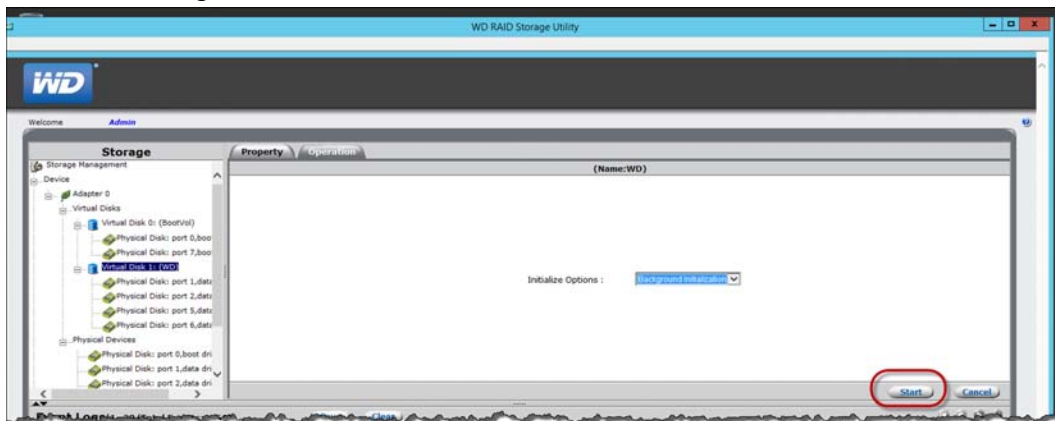 WD RAID Storage Utility
WD
Welcome Admin
Storage
Property Operation
(Name:WD)
Storage Management
Device
Adapter 0
Virtual Disks
Virtual Disk 0: (BootVol)
Physical Disk: port 0,boo
Physical Disk: port 7,boo
Virtual Disk 1: (WD)
Physical Disk: port 1,data
Initialize Options : Background Initialization
Physical Disk: port 2,data
Physical Disk: port 5,data
Physical Disk: port 6,data
Physical Devices
Physical Disk: port 0,boot dri
Physical Disk: port 1,data dri
Physical Disk: port 2,data dri
Start Cancel
Clear